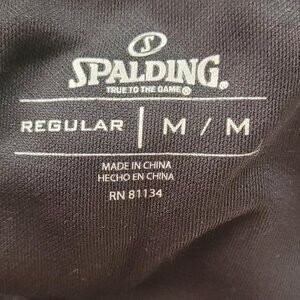 S
SPALDING®
TRUE TO THE GAME®
REGULAR | M / M
MADE IN CHINA
HECHO EN CHINA
RN 81134